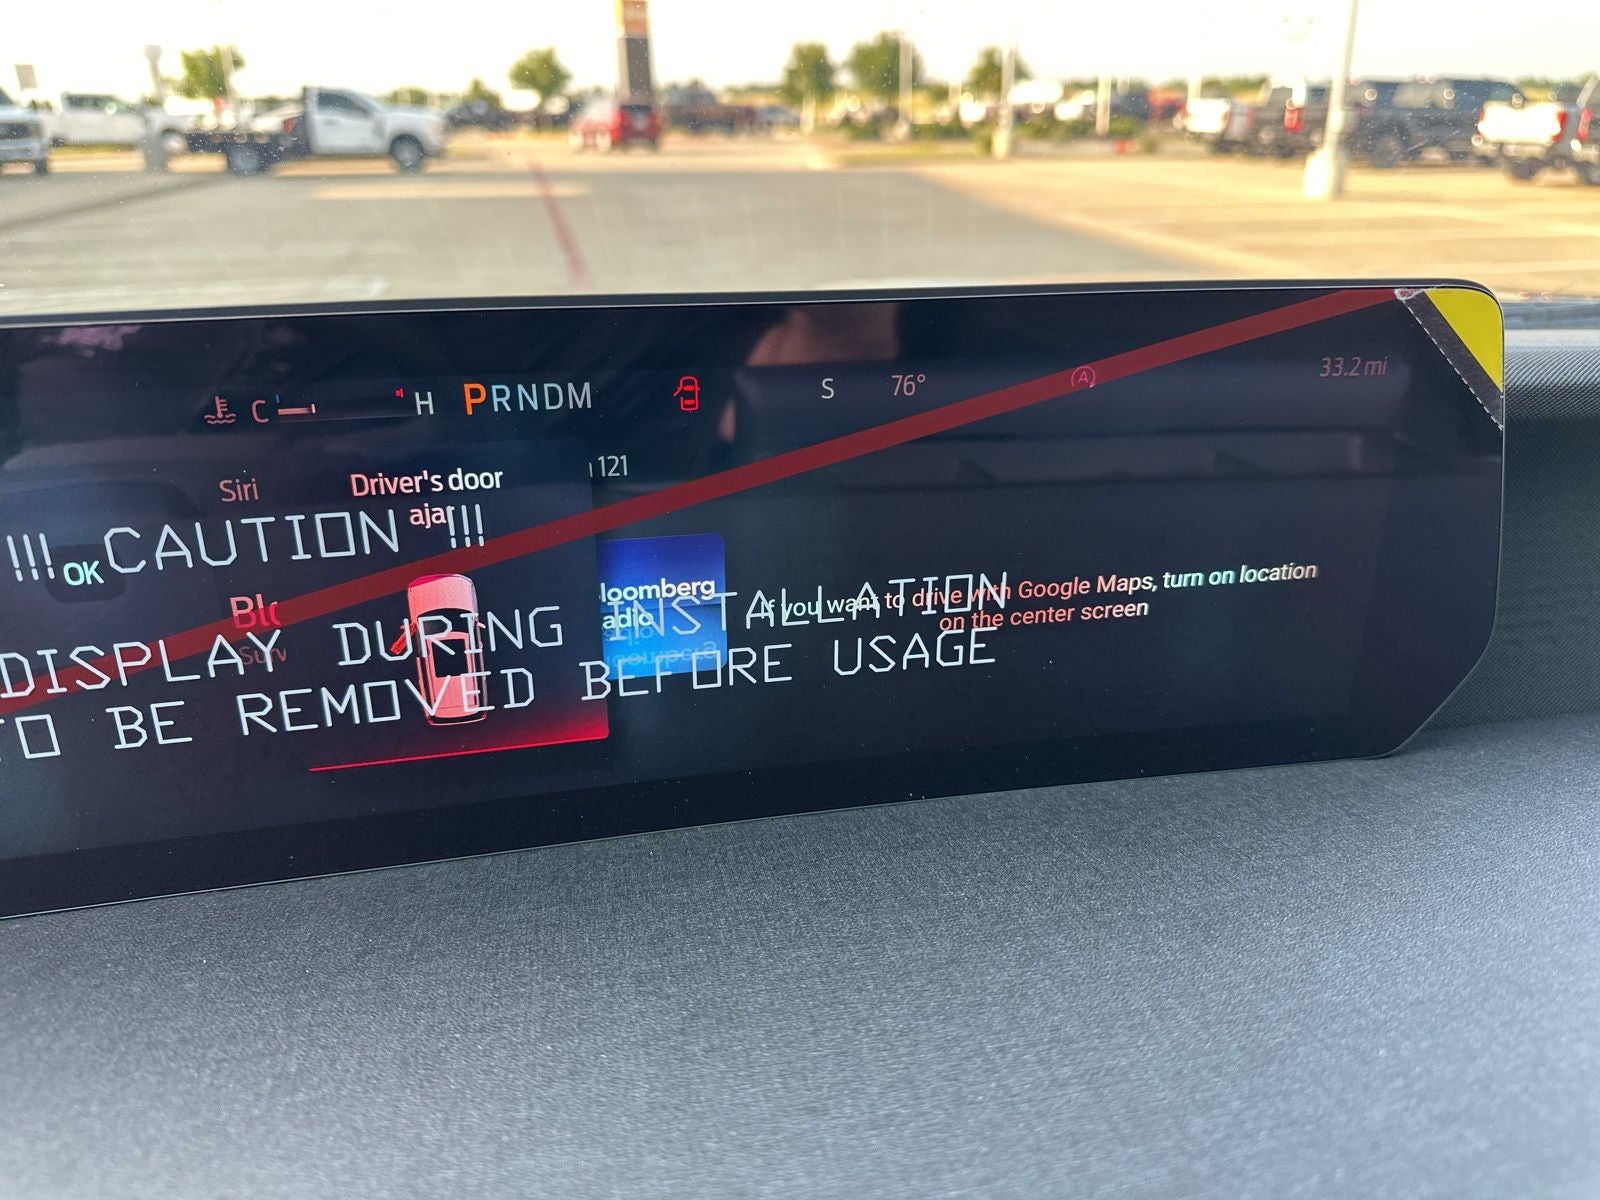 33.2 mi
C H PRNDM S 76° A
121
Siri Driver's door
ajar
!!! CAUTION !!!
OK
loomberg
adio
If you want to drive with Google Maps, turn on location
on the center screen
DISPLAY DURING INSTALLATION
TO BE REMOVED BEFORE USAGE